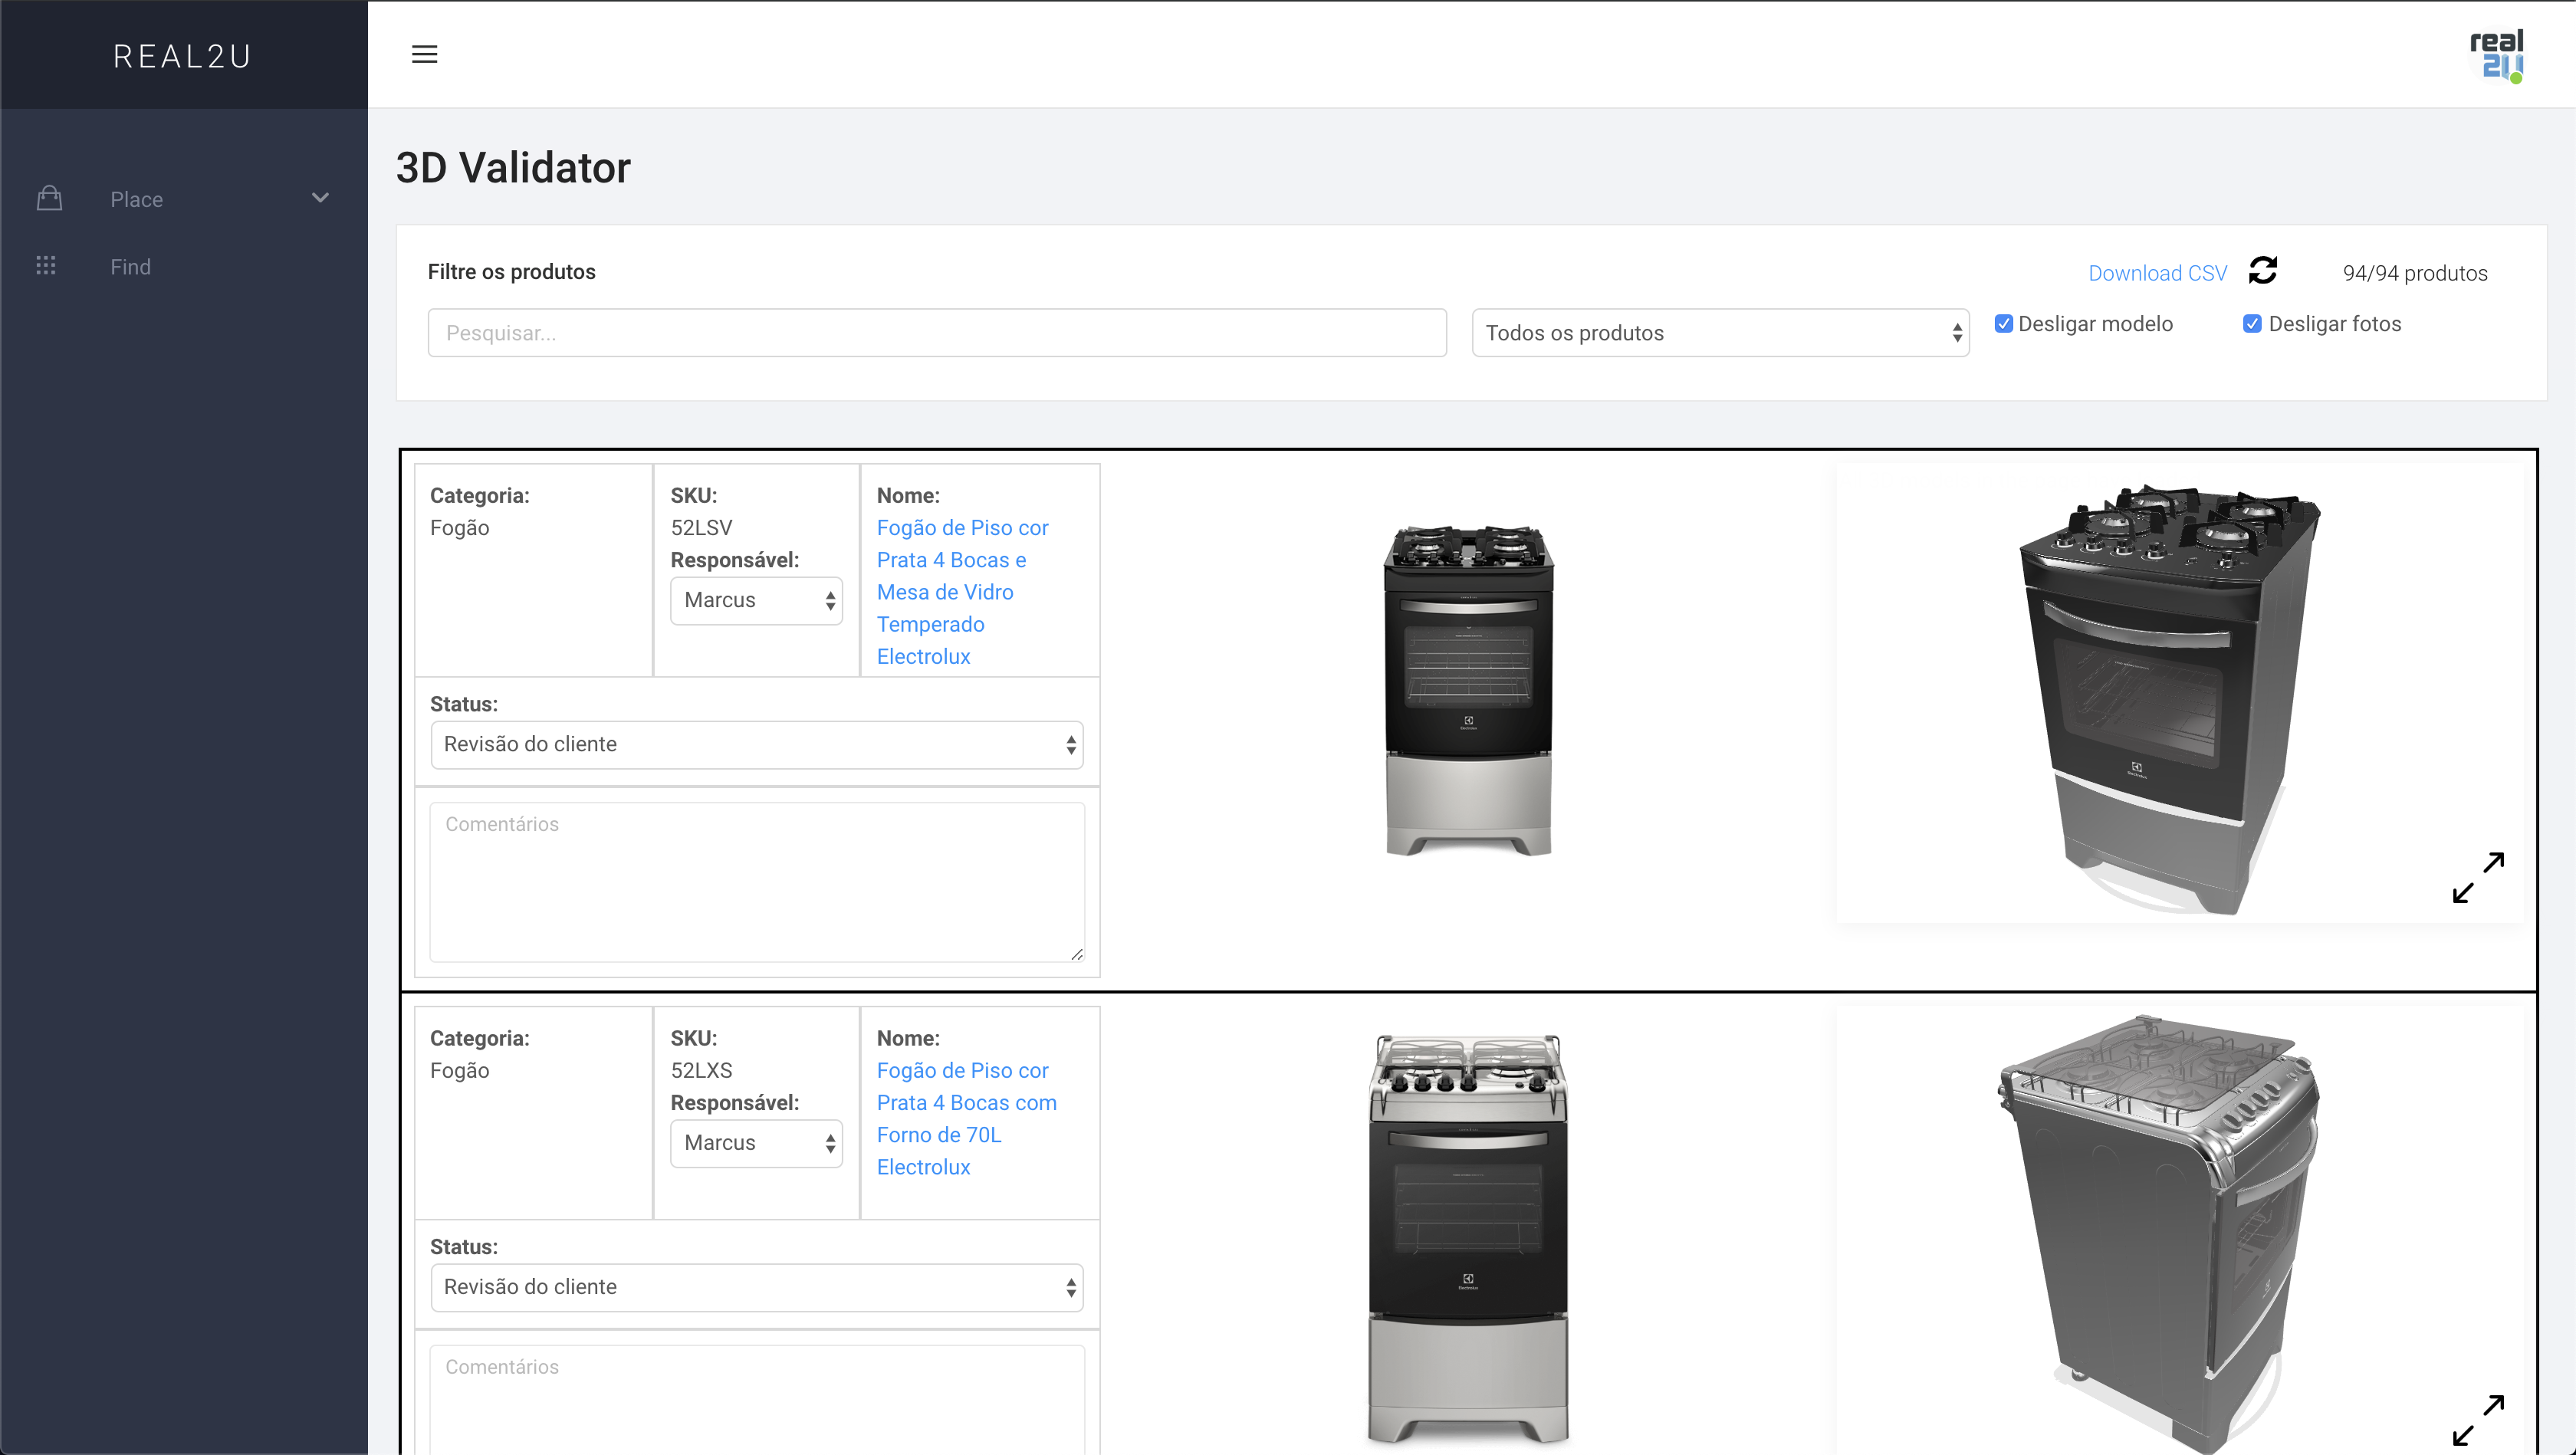 REAL2U
real
2U
Place
Find
3D Validator
Filtre os produtos
Download CSV
94/94 produtos
Pesquisar...
Todos os produtos
Desligar modelo
Desligar fotos
Categoria:
Fogão
SKU:
52LSV
Responsável:
Marcus
Nome:
Fogão de Piso cor
Prata 4 Bocas e
Mesa de Vidro
Temperado
Electrolux
Status:
Revisão do cliente
Comentários
Electrolux
Electrolux
Categoria:
Fogão
SKU:
52LXS
Responsável:
Marcus
Nome:
Fogão de Piso cor
Prata 4 Bocas com
Forno de 70L
Electrolux
Status:
Revisão do cliente
Comentários
Electrolux